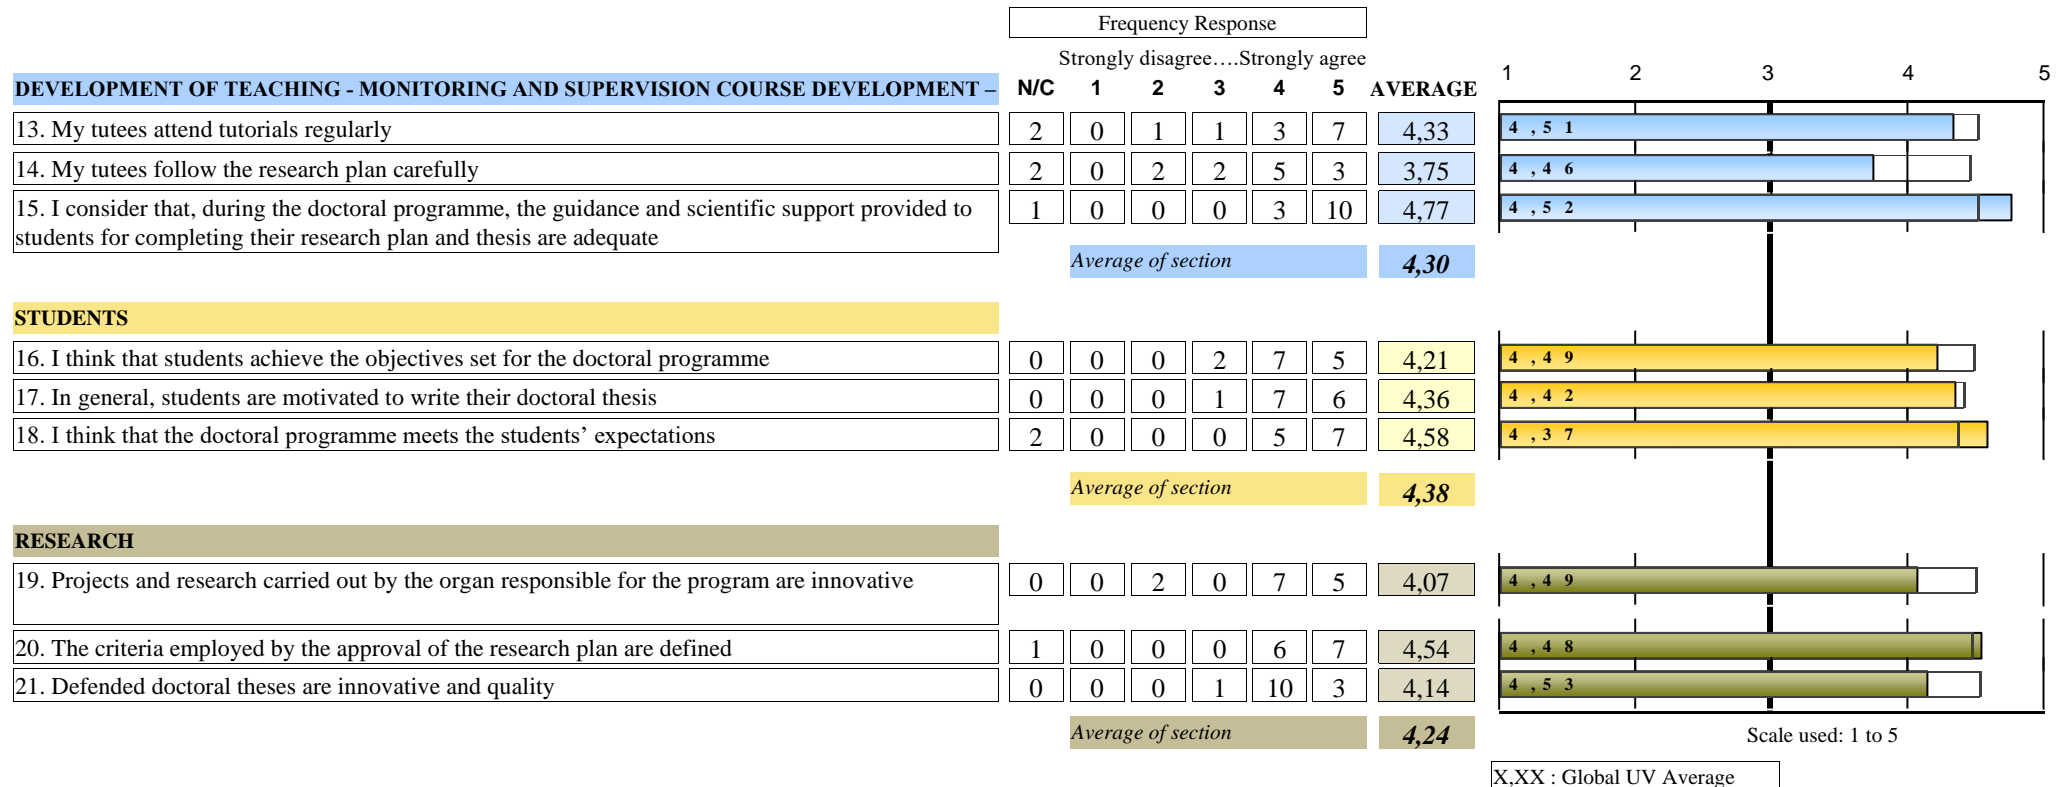 Frequency Response
Strongly disagree….Strongly agree
DEVELOPMENT OF TEACHING - MONITORING AND SUPERVISION COURSE DEVELOPMENT – N/C 1 2 3 4 5 AVERAGE 1 2 3 4 5
13. My tutees attend tutorials regularly 2 0 1 1 3 7 4,33 4,51
14. My tutees follow the research plan carefully 2 0 2 2 5 3 3,75 4,46
15. I consider that, during the doctoral programme, the guidance and scientific support provided to
students for completing their research plan and thesis are adequate 1 0 0 0 3 10 4,77 4,52
Average of section 4,30
STUDENTS
16. I think that students achieve the objectives set for the doctoral programme 0 0 0 2 7 5 4,21 4,49
17. In general, students are motivated to write their doctoral thesis 0 0 0 1 7 6 4,36 4,42
18. I think that the doctoral programme meets the students’ expectations 2 0 0 0 5 7 4,58 4,37
Average of section 4,38
RESEARCH
19. Projects and research carried out by the organ responsible for the program are innovative 0 0 2 0 7 5 4,07 4,49
20. The criteria employed by the approval of the research plan are defined 1 0 0 0 6 7 4,54 4,48
21. Defended doctoral theses are innovative and quality 0 0 0 1 10 3 4,14 4,53
Average of section 4,24
Scale used: 1 to 5
X,XX : Global UV Average